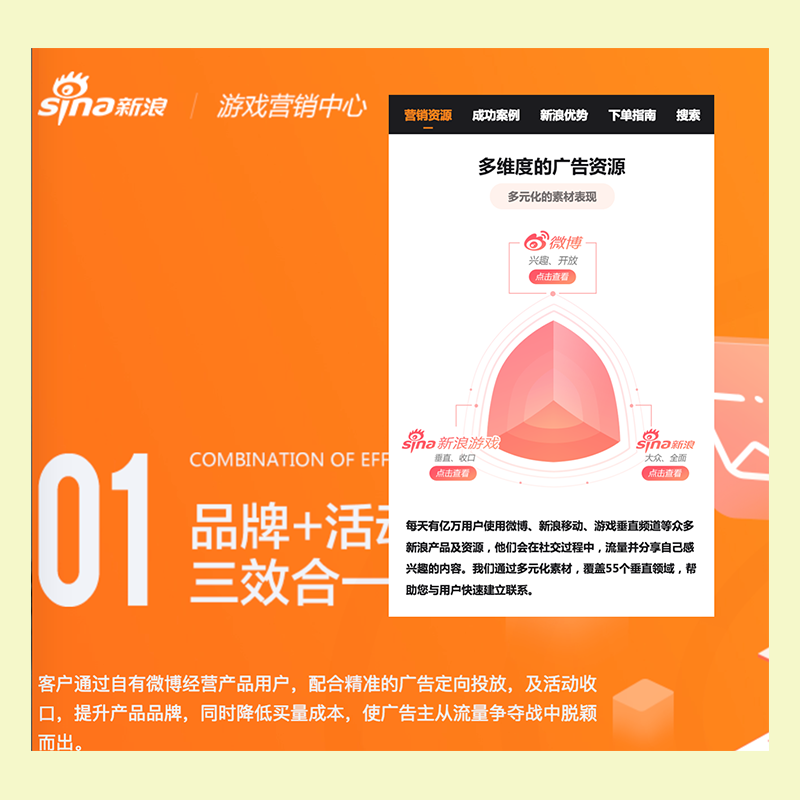 sina新浪
游戏营销中心
营销资源 成功案例 新浪优势 下单指南 搜索
多维度的广告资源
多元化的素材表现
微博
兴趣、开放
点击查看
sina新浪游戏
垂直、收口
点击查看
sina新浪
大众、全面
点击查看
每天有亿万用户使用微博、新浪移动、游戏垂直频道等众多
新浪产品及资源，他们会在社交过程中，流量并分享自己感
兴趣的内容。我们通过多元化素材，覆盖55个垂直领域，帮
助您与用户快速建立联系。
01
COMBINATION OF EFF
品牌+活动
三效合一
客户通过自有微博经营产品用户，配合精准的广告定向投放，及活动收
口，提升产品品牌，同时降低买量成本，使广告主从流量争夺战中脱颖
而出。